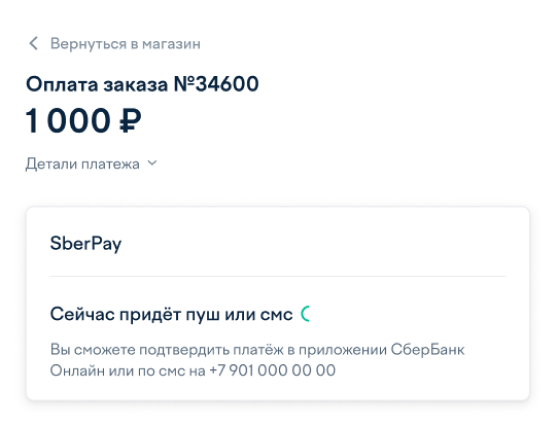 Вернуться в магазин
Оплата заказа №34600
1 000 ₽
Детали платежа
SberPay
Сейчас придёт пуш или смс
Вы сможете подтвердить платёж в приложении СберБанк
Онлайн или по смс на +7 901 000 00 00